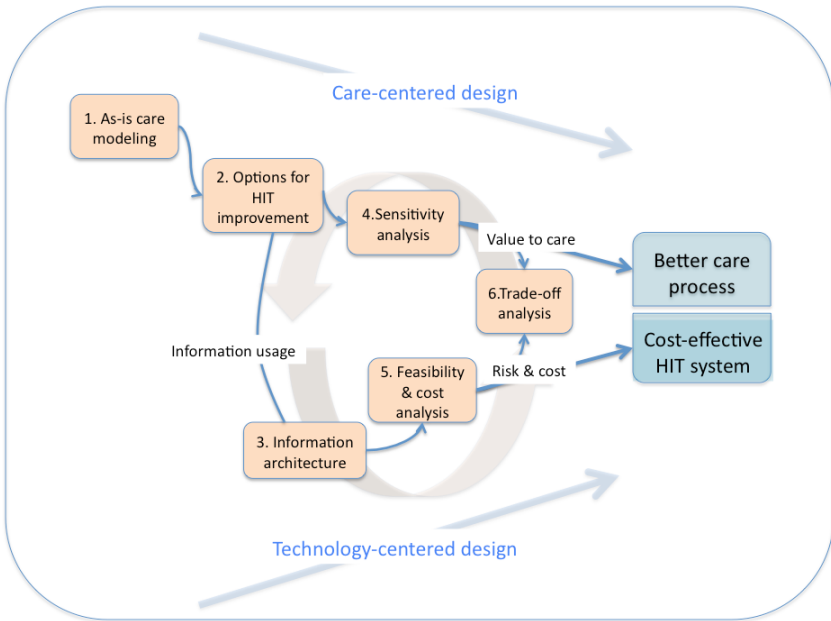 Care-centered design
1. As-is care
modeling
2. Options for
HIT
improvement
4.Sensitivity
analysis
Value to care
Better care
process
6.Trade-off
analysis
Cost-effective
HIT system
Information usage
5. Feasibility
& cost
analysis
Risk & cost
3. Information
architecture
Technology-centered design